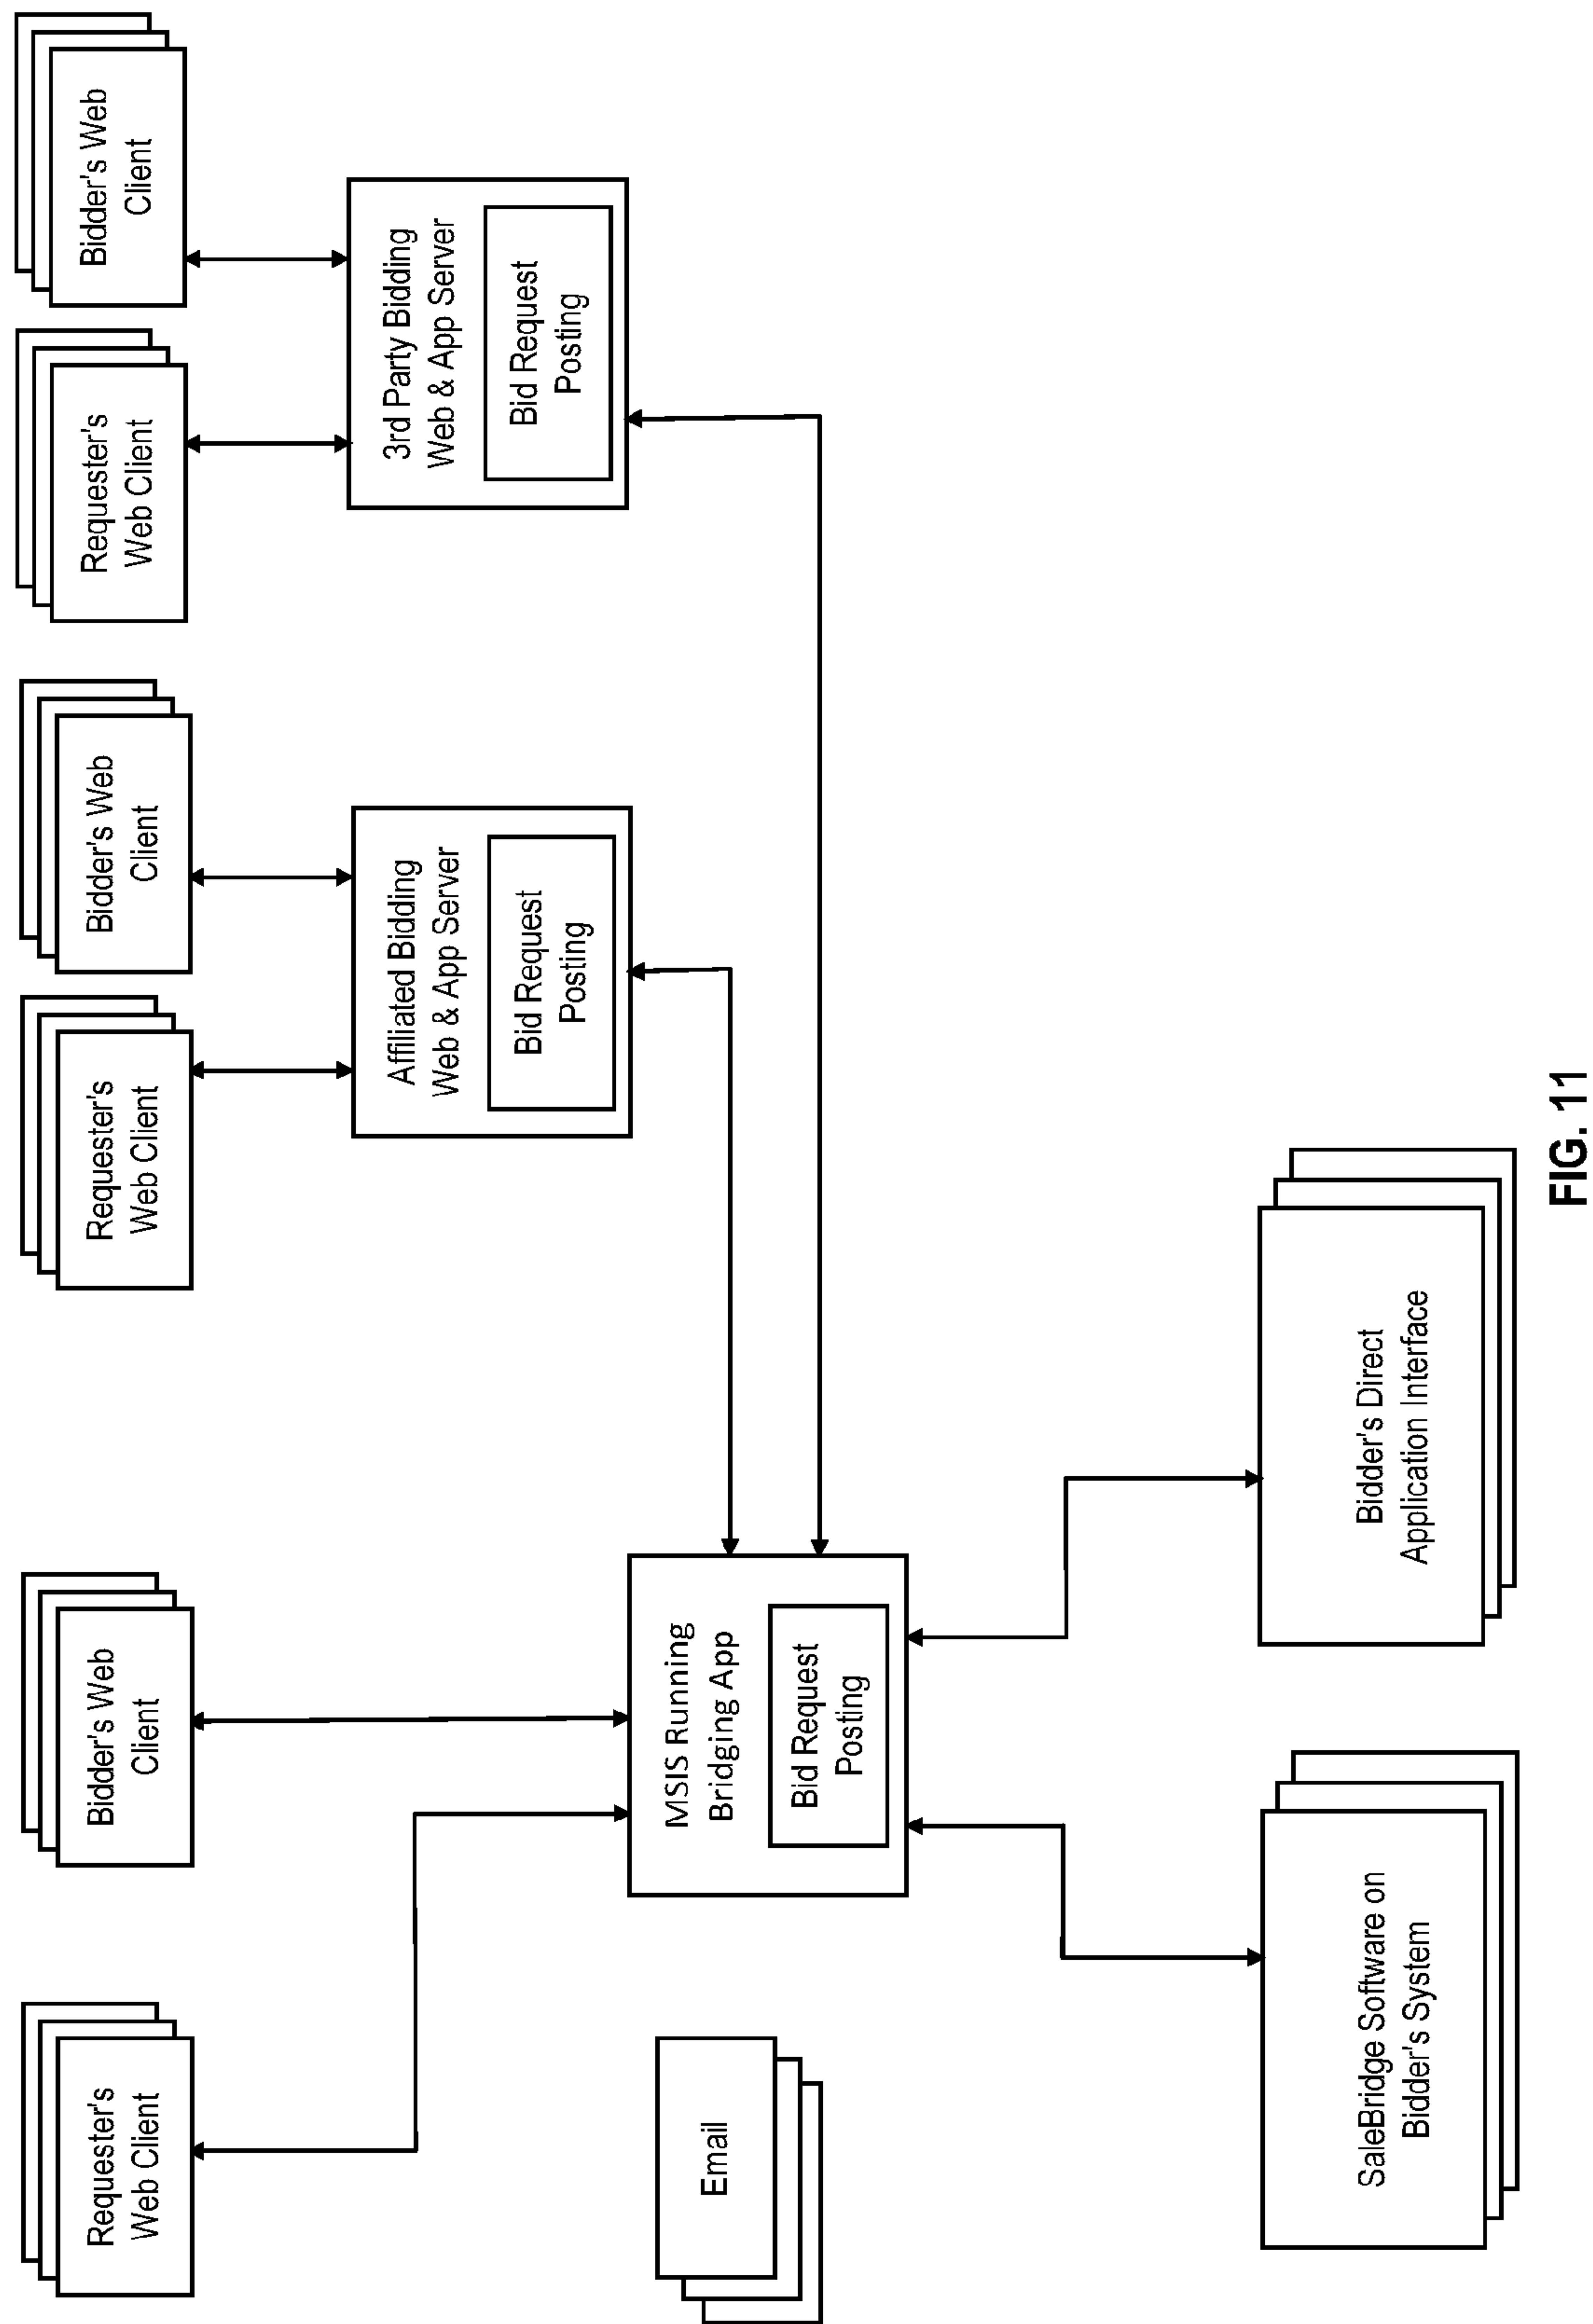 Requester's
Web Client
Bidder's Web
Client
Requester's
Web Client
Bidder's Web
Client
Requester's
Web Client
Bidder's Web
Client
Affiliated Bidding
Web & App Server
Bid Request
Posting
3rd Party Bidding
Web & App Server
Bid Request
Posting
Email
MSIS Running
Bridging App
Bid Request
Posting
SaleBridge Software on
Bidder's System
Bidder's Direct
Application Interface
FIG. 11